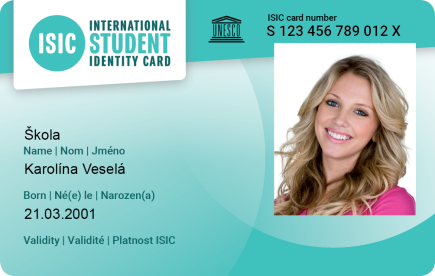 ISIC
INTERNATIONAL
STUDENT
IDENTITY CARD
UNESCO
ISIC card number
S 123 456 789 012 X
Škola
Name | Nom | Jméno
Karolína Veselá
Born | Né(e) le | Narozen(a)
21.03.2001
Validity | Validité | Platnost ISIC